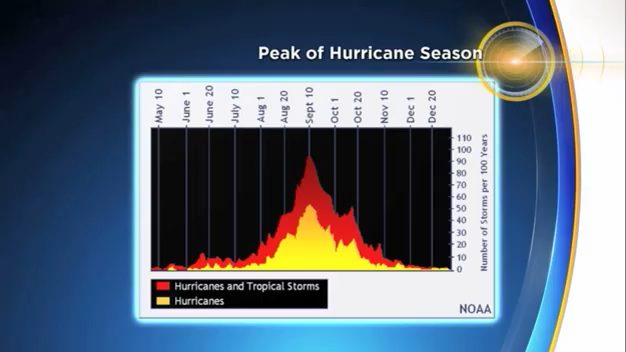 Peak of Hurricane Season
May 10
June 1
June 20
July 10
Aug 1
Aug 20
Sept 10
Oct 1
Oct 20
Nov 10
Dec 1
Dec 20
110
100
90
80
70
60
50
40
30
20
10
0
Number of Storms per 100 Years
Hurricanes and Tropical Storms
Hurricanes
NOAA